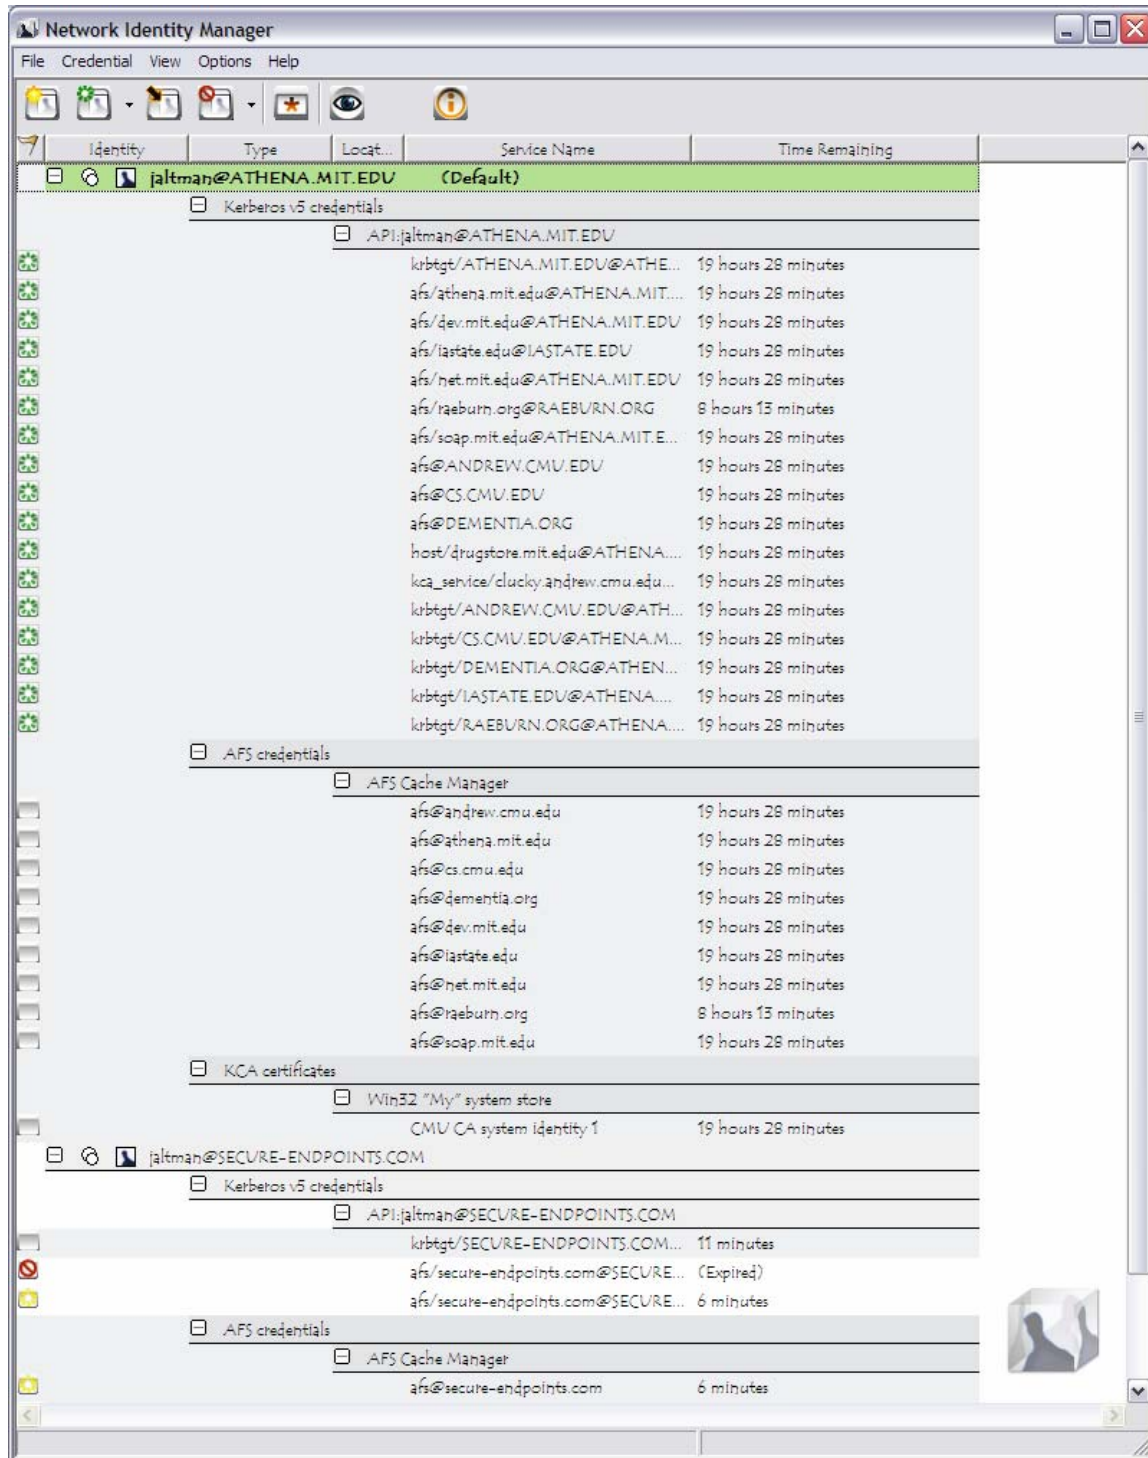 Network Identity Manager
File Credential View Options Help
Identity Type Locat... Service Name Time Remaining
jaltman@ATHENA.MIT.EDU (Default)
Kerberos v5 credentials
API:jaltman@ATHENA.MIT.EDU
krbtgt/ATHENA.MIT.EDU@ATHE... 19 hours 28 minutes
afs/athena.mit.edu@ATHENA.MIT.... 19 hours 28 minutes
afs/dev.mit.edu@ATHENA.MIT.EDU 19 hours 28 minutes
afs/iastate.edu@IASTATE.EDU 19 hours 28 minutes
afs/net.mit.edu@ATHENA.MIT.EDU 19 hours 28 minutes
afs/raeburn.org@RAEBURN.ORG 8 hours 13 minutes
afs/soap.mit.edu@ATHENA.MIT.E... 19 hours 28 minutes
afs@ANDREW.CMU.EDU 19 hours 28 minutes
afs@CS.CMU.EDU 19 hours 28 minutes
afs@DEMENTIA.ORG 19 hours 28 minutes
host/drugstore.mit.edu@ATHENA.... 19 hours 28 minutes
kca_service/clucky.andrew.cmu.edu... 19 hours 28 minutes
krbtgt/ANDREW.CMU.EDU@ATH... 19 hours 28 minutes
krbtgt/CS.CMU.EDU@ATHENA.M... 19 hours 28 minutes
krbtgt/DEMENTIA.ORG@ATHEN... 19 hours 28 minutes
krbtgt/IASTATE.EDU@ATHENA.... 19 hours 28 minutes
krbtgt/RAEBURN.ORG@ATHENA.... 19 hours 28 minutes
AFS credentials
AFS Cache Manager
afs@andrew.cmu.edu 19 hours 28 minutes
afs@athena.mit.edu 19 hours 28 minutes
afs@cs.cmu.edu 19 hours 28 minutes
afs@dementia.org 19 hours 28 minutes
afs@dev.mit.edu 19 hours 28 minutes
afs@iastate.edu 19 hours 28 minutes
afs@net.mit.edu 19 hours 28 minutes
afs@raeburn.org 8 hours 13 minutes
afs@soap.mit.edu 19 hours 28 minutes
KCA certificates
Win32 "My" system store
CMU CA system identity 1 19 hours 28 minutes
jaltman@SECURE-ENDPOINTS.COM
Kerberos v5 credentials
API:jaltman@SECURE-ENDPOINTS.COM
krbtgt/SECURE-ENDPOINTS.COM... 11 minutes
afs/secure-endpoints.com@SECURE... (Expired)
afs/secure-endpoints.com@SECURE... 6 minutes
AFS credentials
AFS Cache Manager
afs@secure-endpoints.com 6 minutes